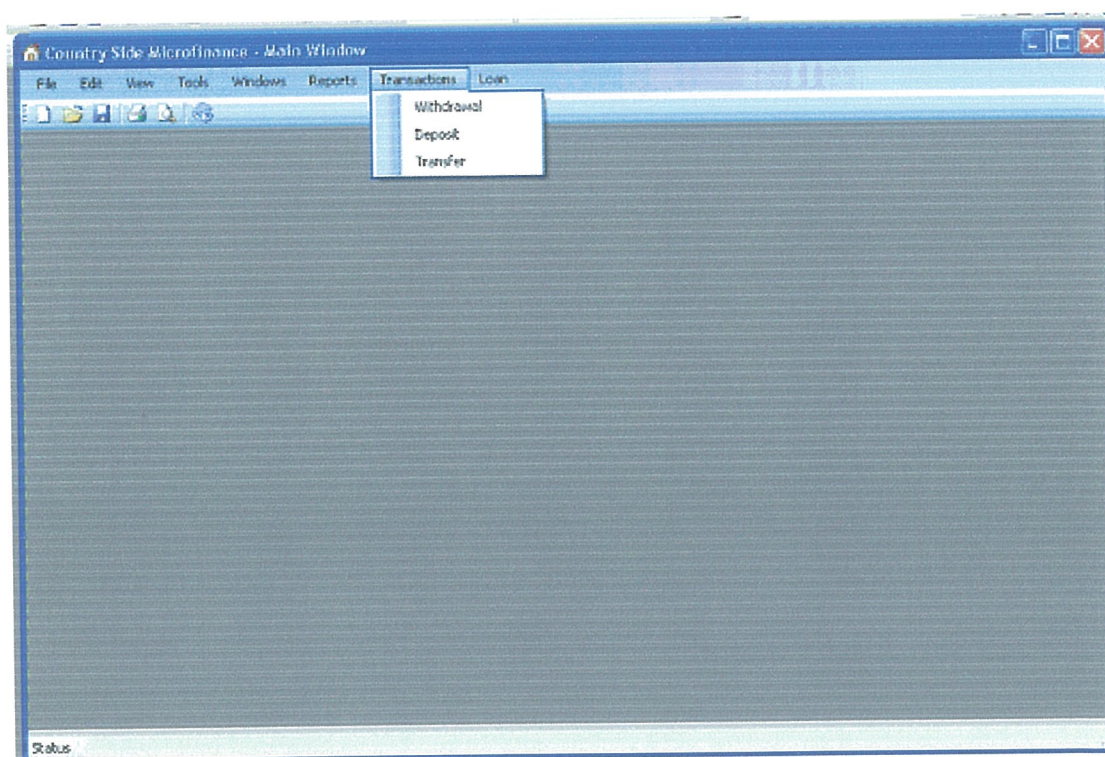 Country Side Microfinance - Main Window
File Edit View Tools Windows Reports Transactions Loan
Withdrawal
Deposit
Transfer
Status